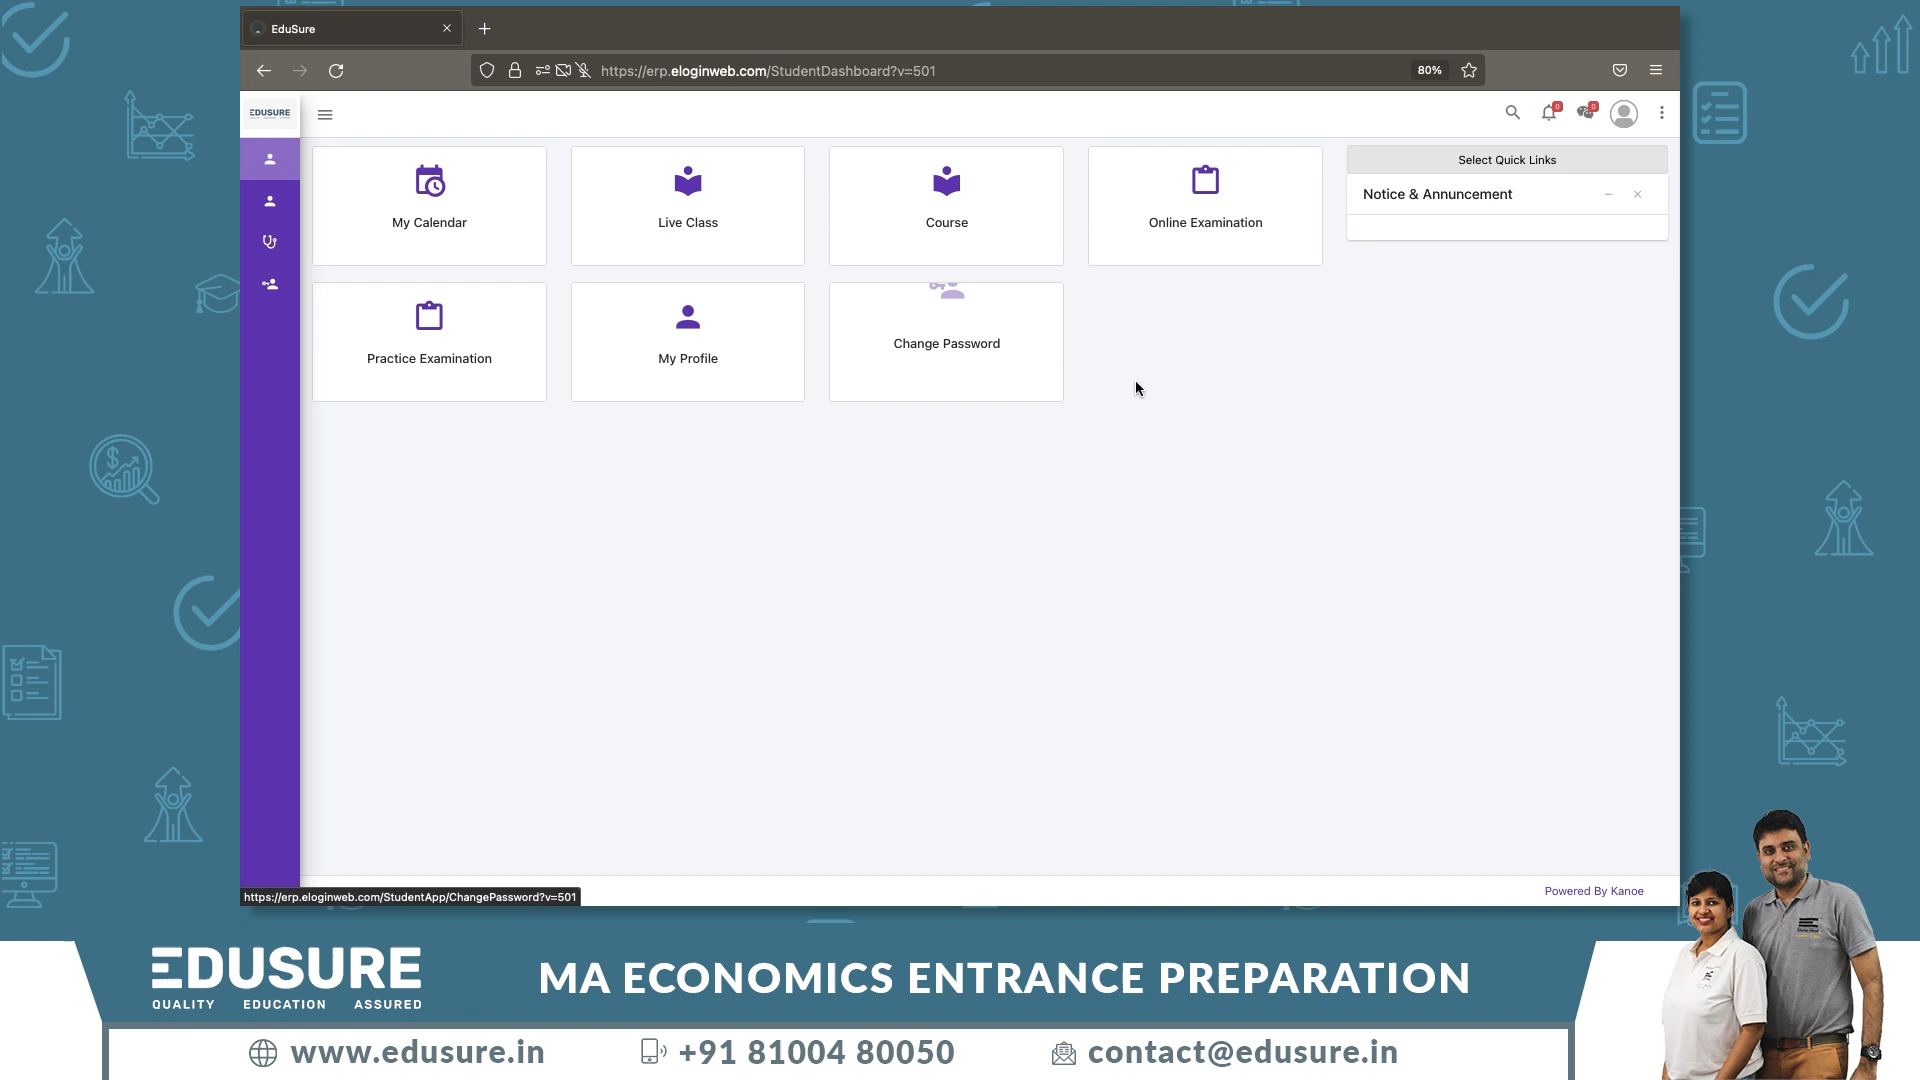 EduSure
https://erp.eloginweb.com/StudentDashboard?v=501
80%
EDUSURE
0
0
My Calendar
Live Class
Course
Online Examination
Select Quick Links
Notice & Annuncement
Practice Examination
My Profile
Change Password
https://erp.eloginweb.com/StudentApp/ChangePassword?v=501
Powered By Kanoe
EDUSURE
QUALITY EDUCATION ASSURED
MA ECONOMICS ENTRANCE PREPARATION
www.edusure.in
+91 81004 80050
contact@edusure.in